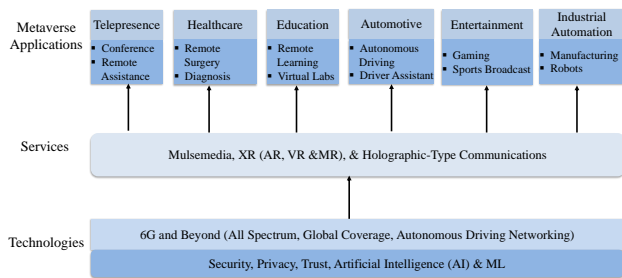 Metaverse
Applications
Telepresence
▪ Conference
▪ Remote
Assistance
Healthcare
▪ Remote
Surgery
▪ Diagnosis
Education
▪ Remote
Learning
▪ Virtual Labs
Automotive
▪ Autonomous
Driving
▪ Driver Assistant
Entertainment
▪ Gaming
▪ Sports Broadcast
Industrial
Automation
▪ Manufacturing
▪ Robots
Services
Mulsemedia, XR (AR, VR &MR), & Holographic-Type Communications
Technologies
6G and Beyond (All Spectrum, Global Coverage, Autonomous Driving Networking)
Security, Privacy, Trust, Artificial Intelligence (AI) & ML